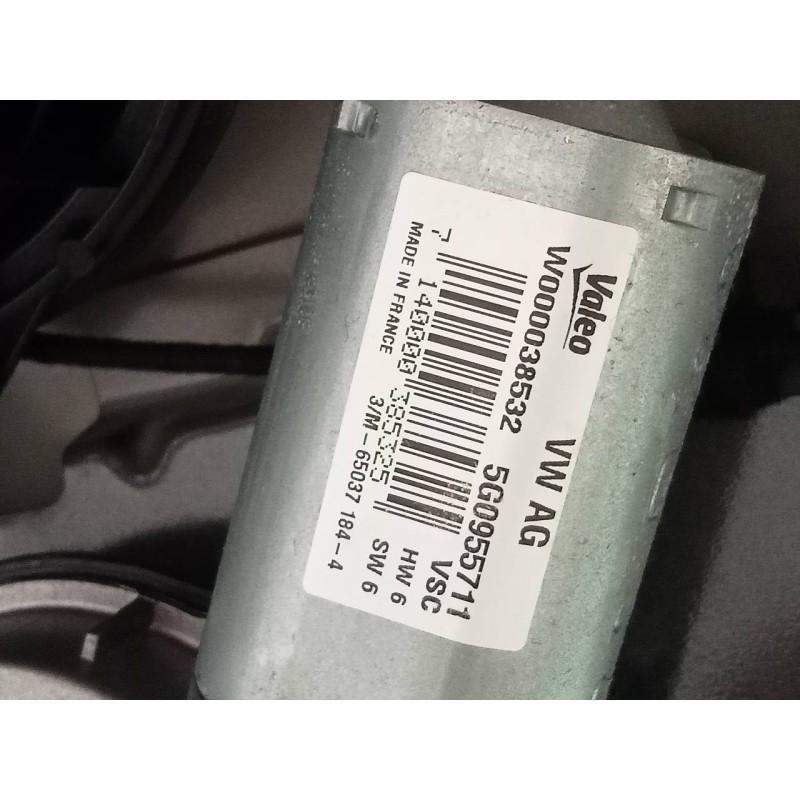 Valeo VW AG
W000038532 5G0955711
VSC
HW 6
SW 6
7 140000 385325
3/M-65037 184-4
MADE IN FRANCE